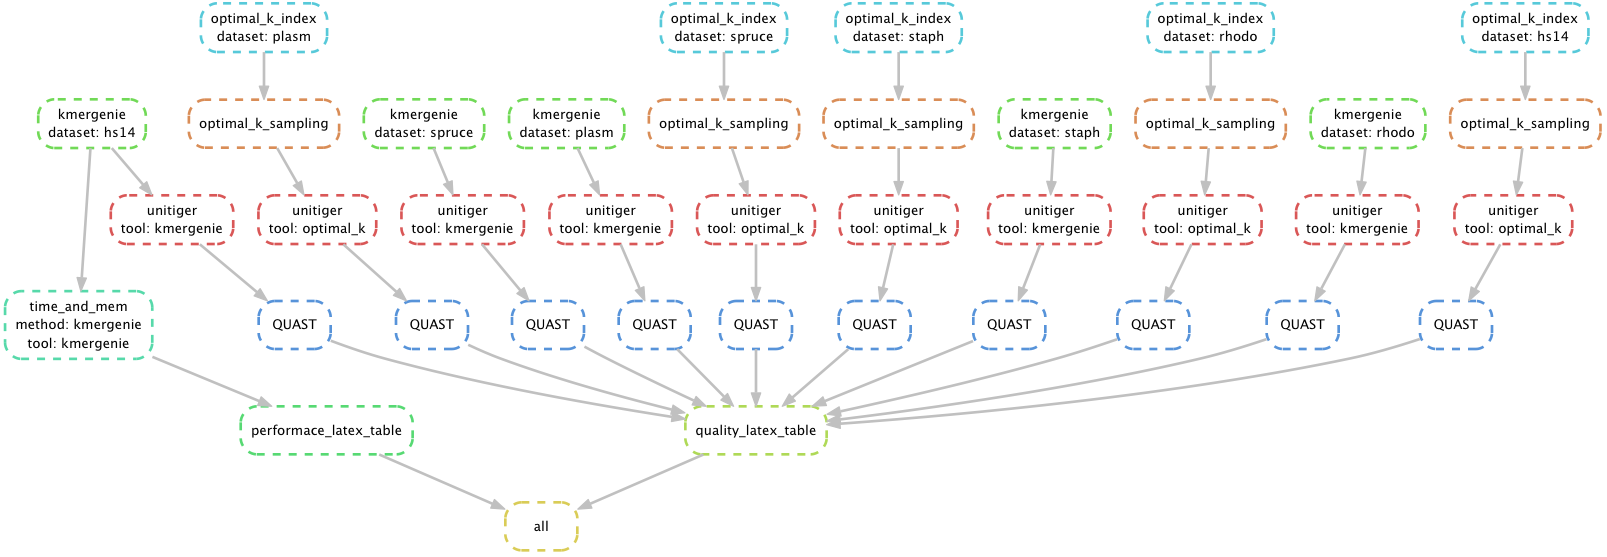 optimal_k_index
dataset: plasm
optimal_k_index
dataset: spruce
optimal_k_index
dataset: staph
optimal_k_index
dataset: rhodo
optimal_k_index
dataset: hs14
kmergenie
dataset: hs14
optimal_k_sampling
kmergenie
dataset: spruce
kmergenie
dataset: plasm
optimal_k_sampling
optimal_k_sampling
kmergenie
dataset: staph
optimal_k_sampling
kmergenie
dataset: rhodo
optimal_k_sampling
unitiger
tool: kmergenie
unitiger
tool: optimal_k
unitiger
tool: kmergenie
unitiger
tool: kmergenie
unitiger
tool: optimal_k
unitiger
tool: optimal_k
unitiger
tool: kmergenie
unitiger
tool: optimal_k
unitiger
tool: kmergenie
unitiger
tool: optimal_k
time_and_mem
method: kmergenie
tool: kmergenie
QUAST
QUAST
QUAST
QUAST
QUAST
QUAST
QUAST
QUAST
QUAST
QUAST
performace_latex_table
quality_latex_table
all